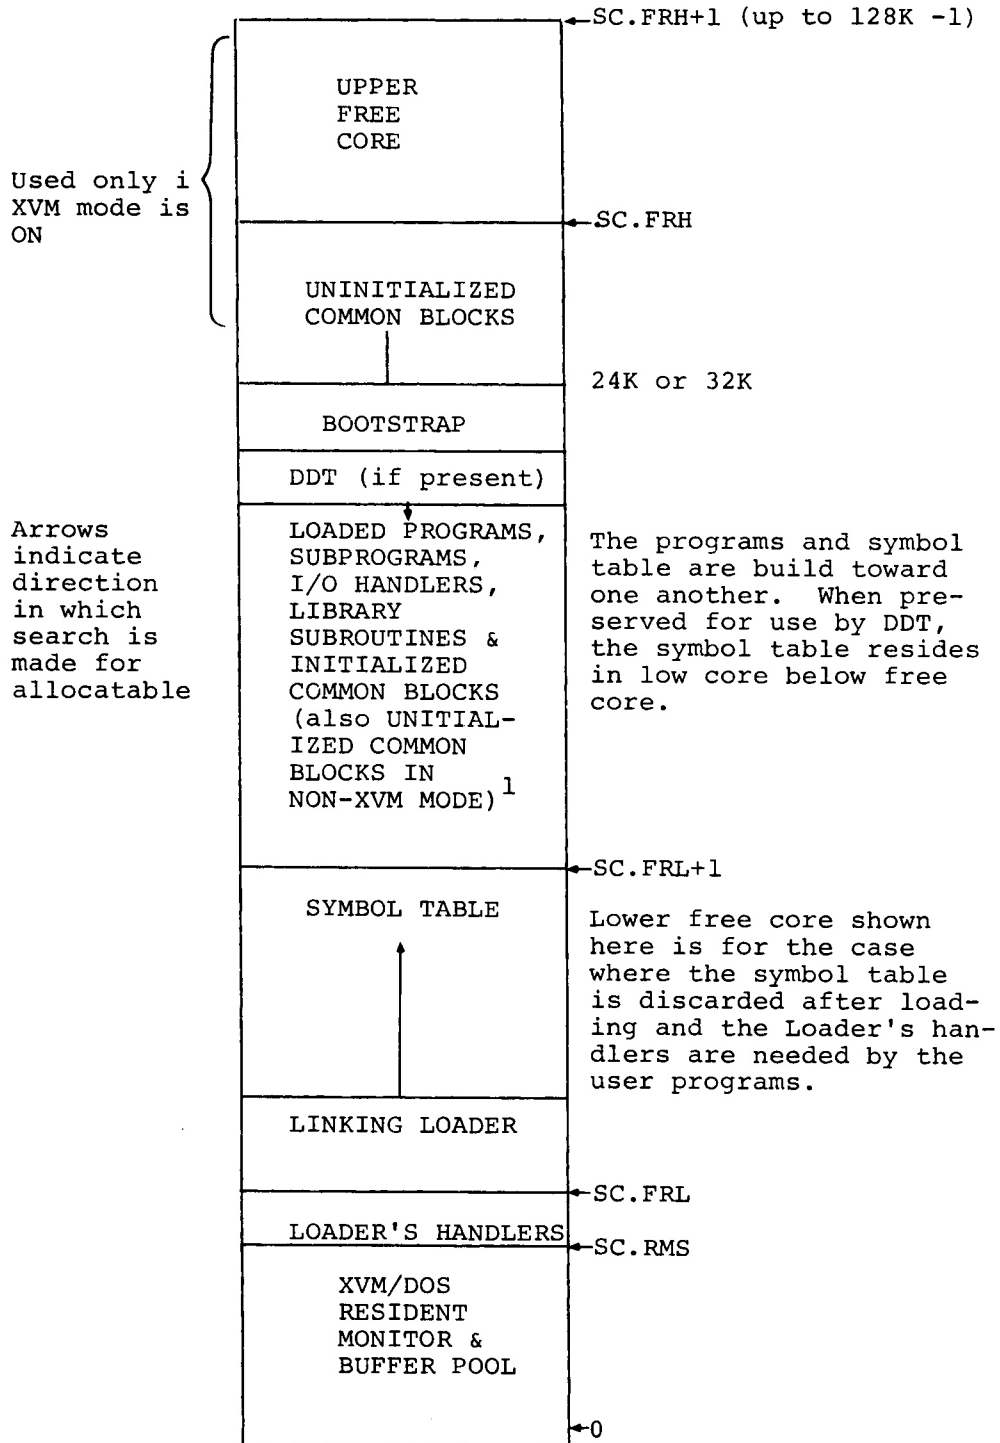 SC.FRH+1 (up to 128K -1)
UPPER
FREE
CORE
Used only i
XVM mode is
ON
SC.FRH
UNINITIALIZED
COMMON BLOCKS
24K or 32K
BOOTSTRAP
DDT (if present)
Arrows
indicate
direction
in which
search is
made for
allocatable
LOADED PROGRAMS,
SUBPROGRAMS,
I/O HANDLERS,
LIBRARY
SUBROUTINES &
INITIALIZED
COMMON BLOCKS
(also UNITIAL-
IZED COMMON
BLOCKS IN
NON-XVM MODE)1
The programs and symbol
table are build toward
one another. When pre-
served for use by DDT,
the symbol table resides
in low core below free
core.
SC.FRL+1
SYMBOL TABLE
Lower free core shown
here is for the case
where the symbol table
is discarded after load-
ing and the Loader's han-
dlers are needed by the
user programs.
LINKING LOADER
SC.FRL
LOADER'S HANDLERS
SC.RMS
XVM/DOS
RESIDENT
MONITOR &
BUFFER POOL
0